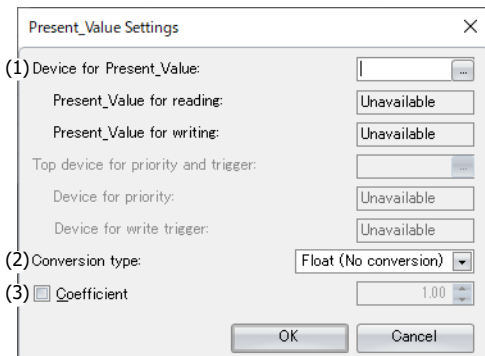 Present_Value Settings
(1) Device for Present_Value: ...
Present_Value for reading: Unavailable
Present_Value for writing: Unavailable
Top device for priority and trigger: ...
Device for priority: Unavailable
Device for write trigger: Unavailable
(2) Conversion type: Float (No conversion)
(3) Coefficient 1.00
OK Cancel